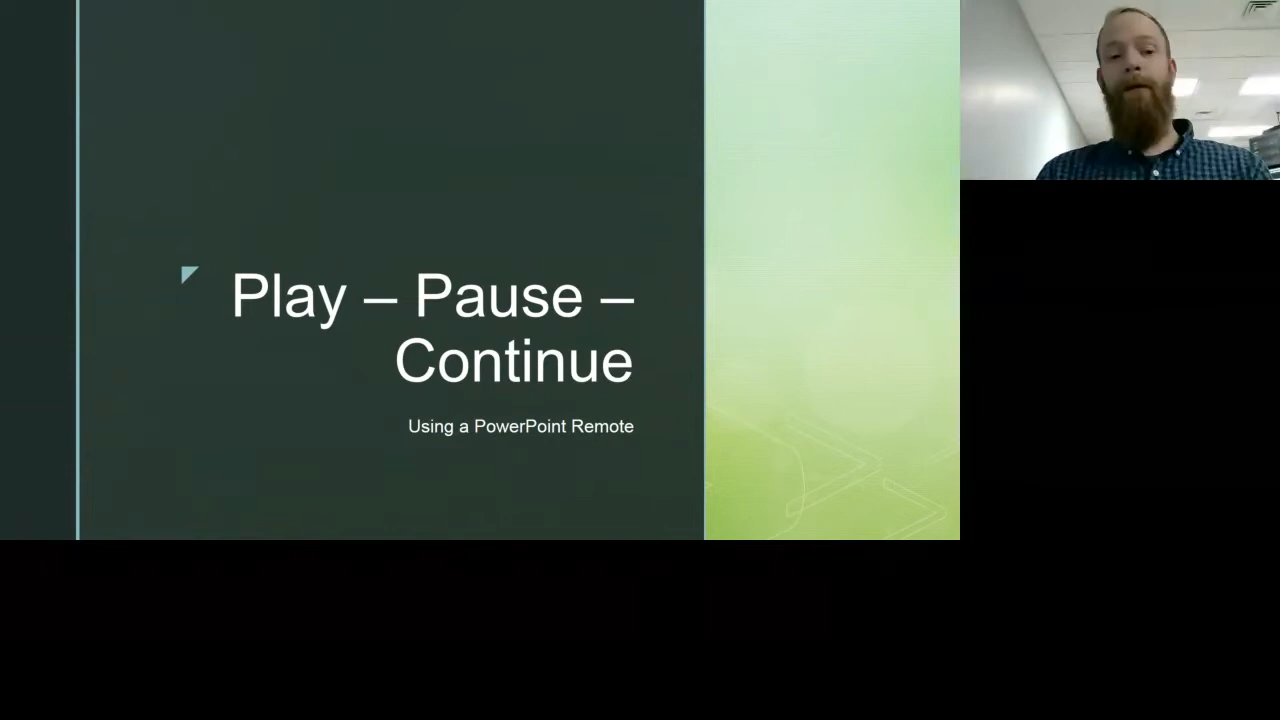 Play – Pause –
Continue
Using a PowerPoint Remote